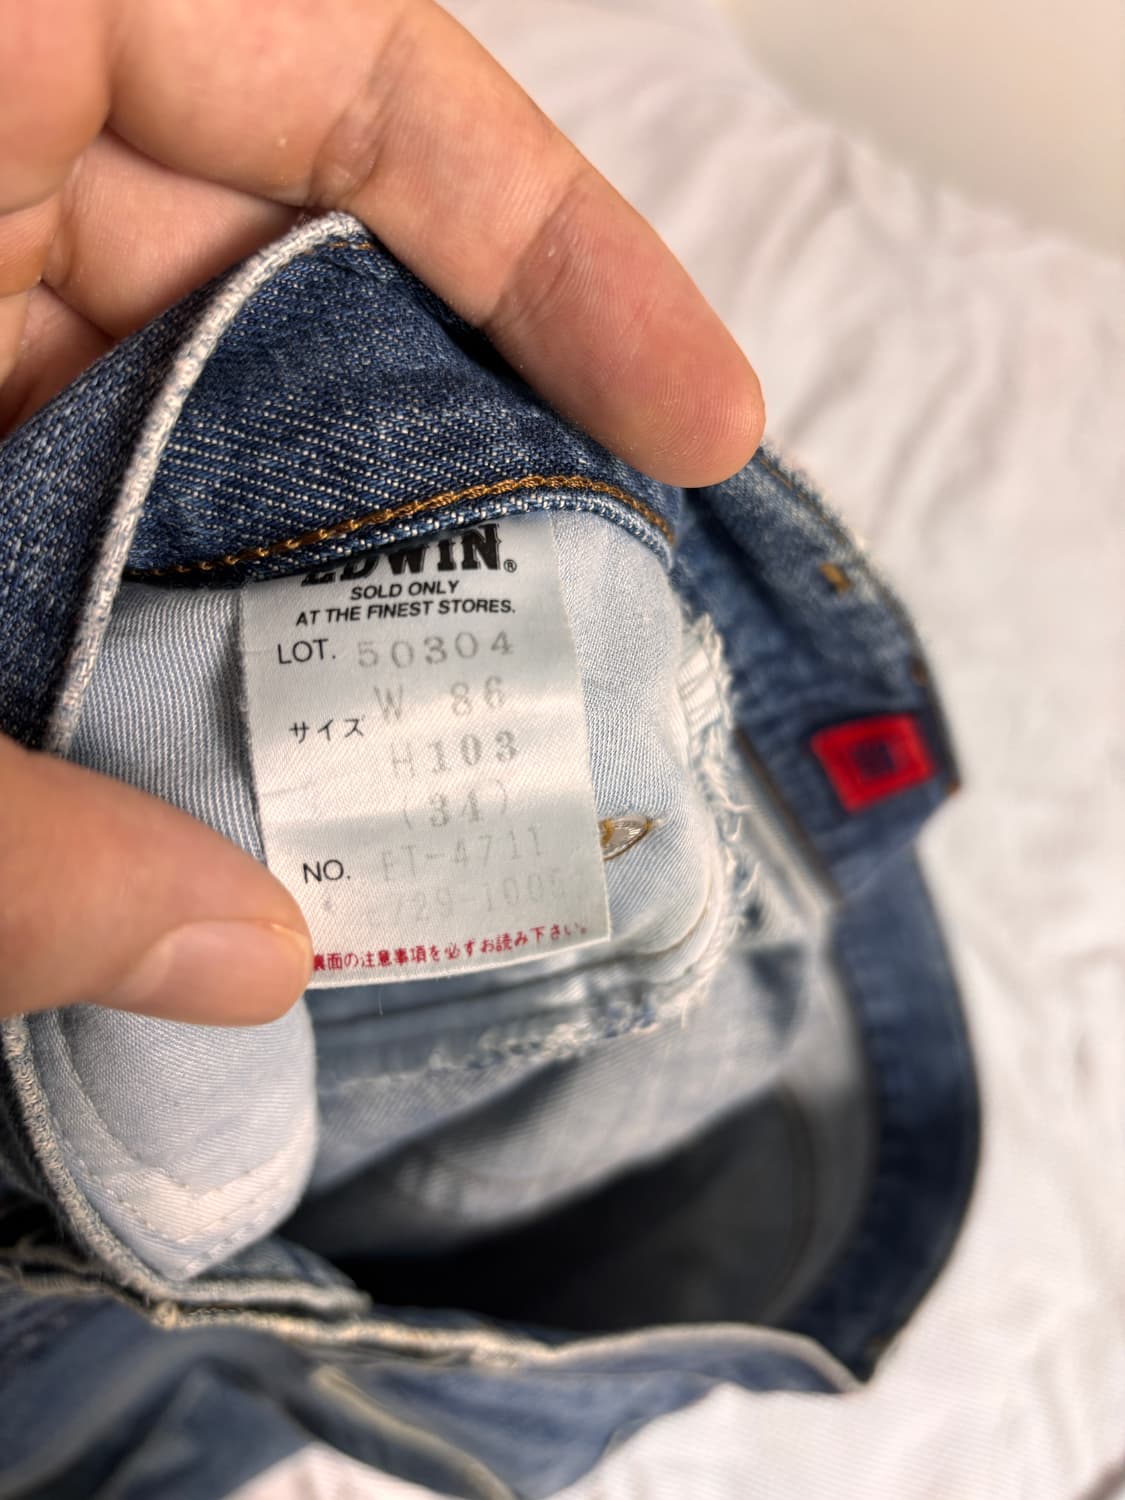 EDWIN®
SOLD ONLY
AT THE FINEST STORES.
LOT. 50304
サイズ W 86
H103
(34)
NO. FT-4711
裏面の注意事項を必ずお読み下さい。